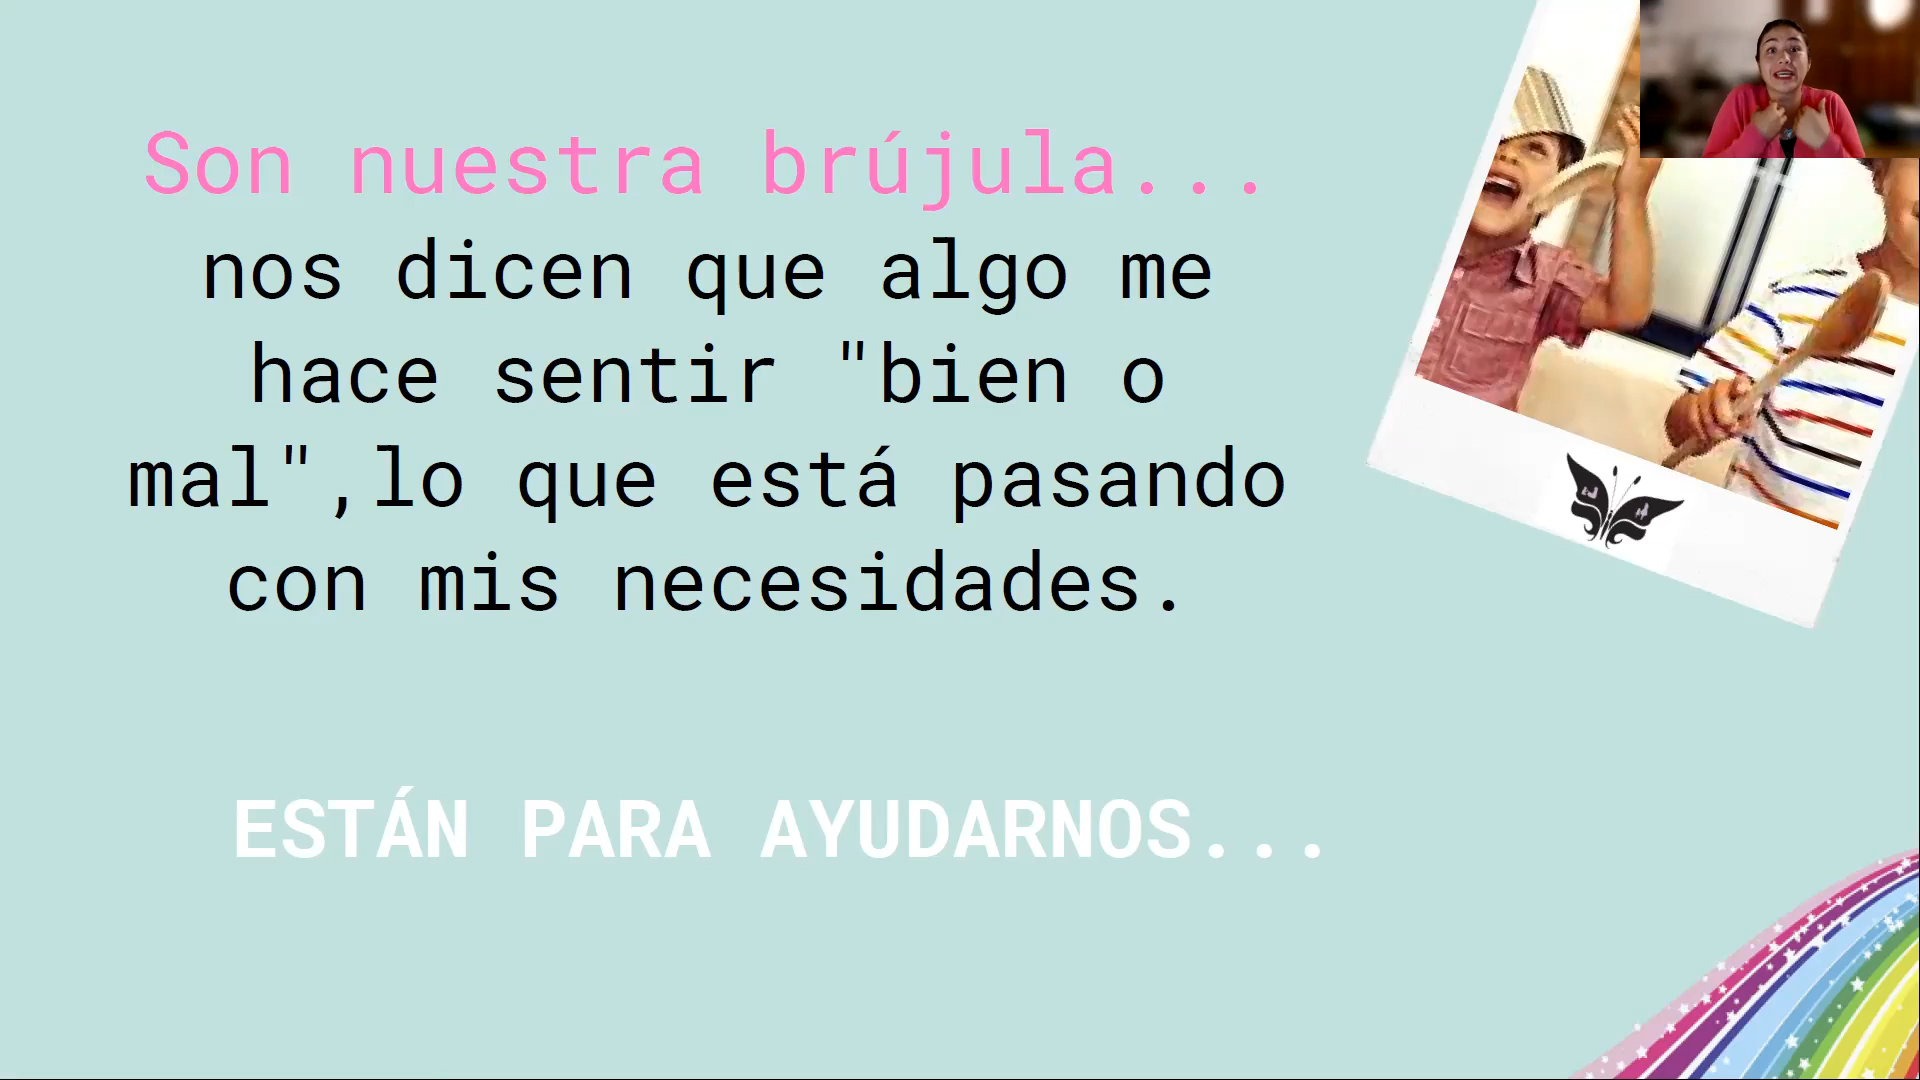 Son nuestra brújula...
nos dicen que algo me
hace sentir "bien o
mal",lo que está pasando
con mis necesidades.
ESTÁN PARA AYUDARNOS...